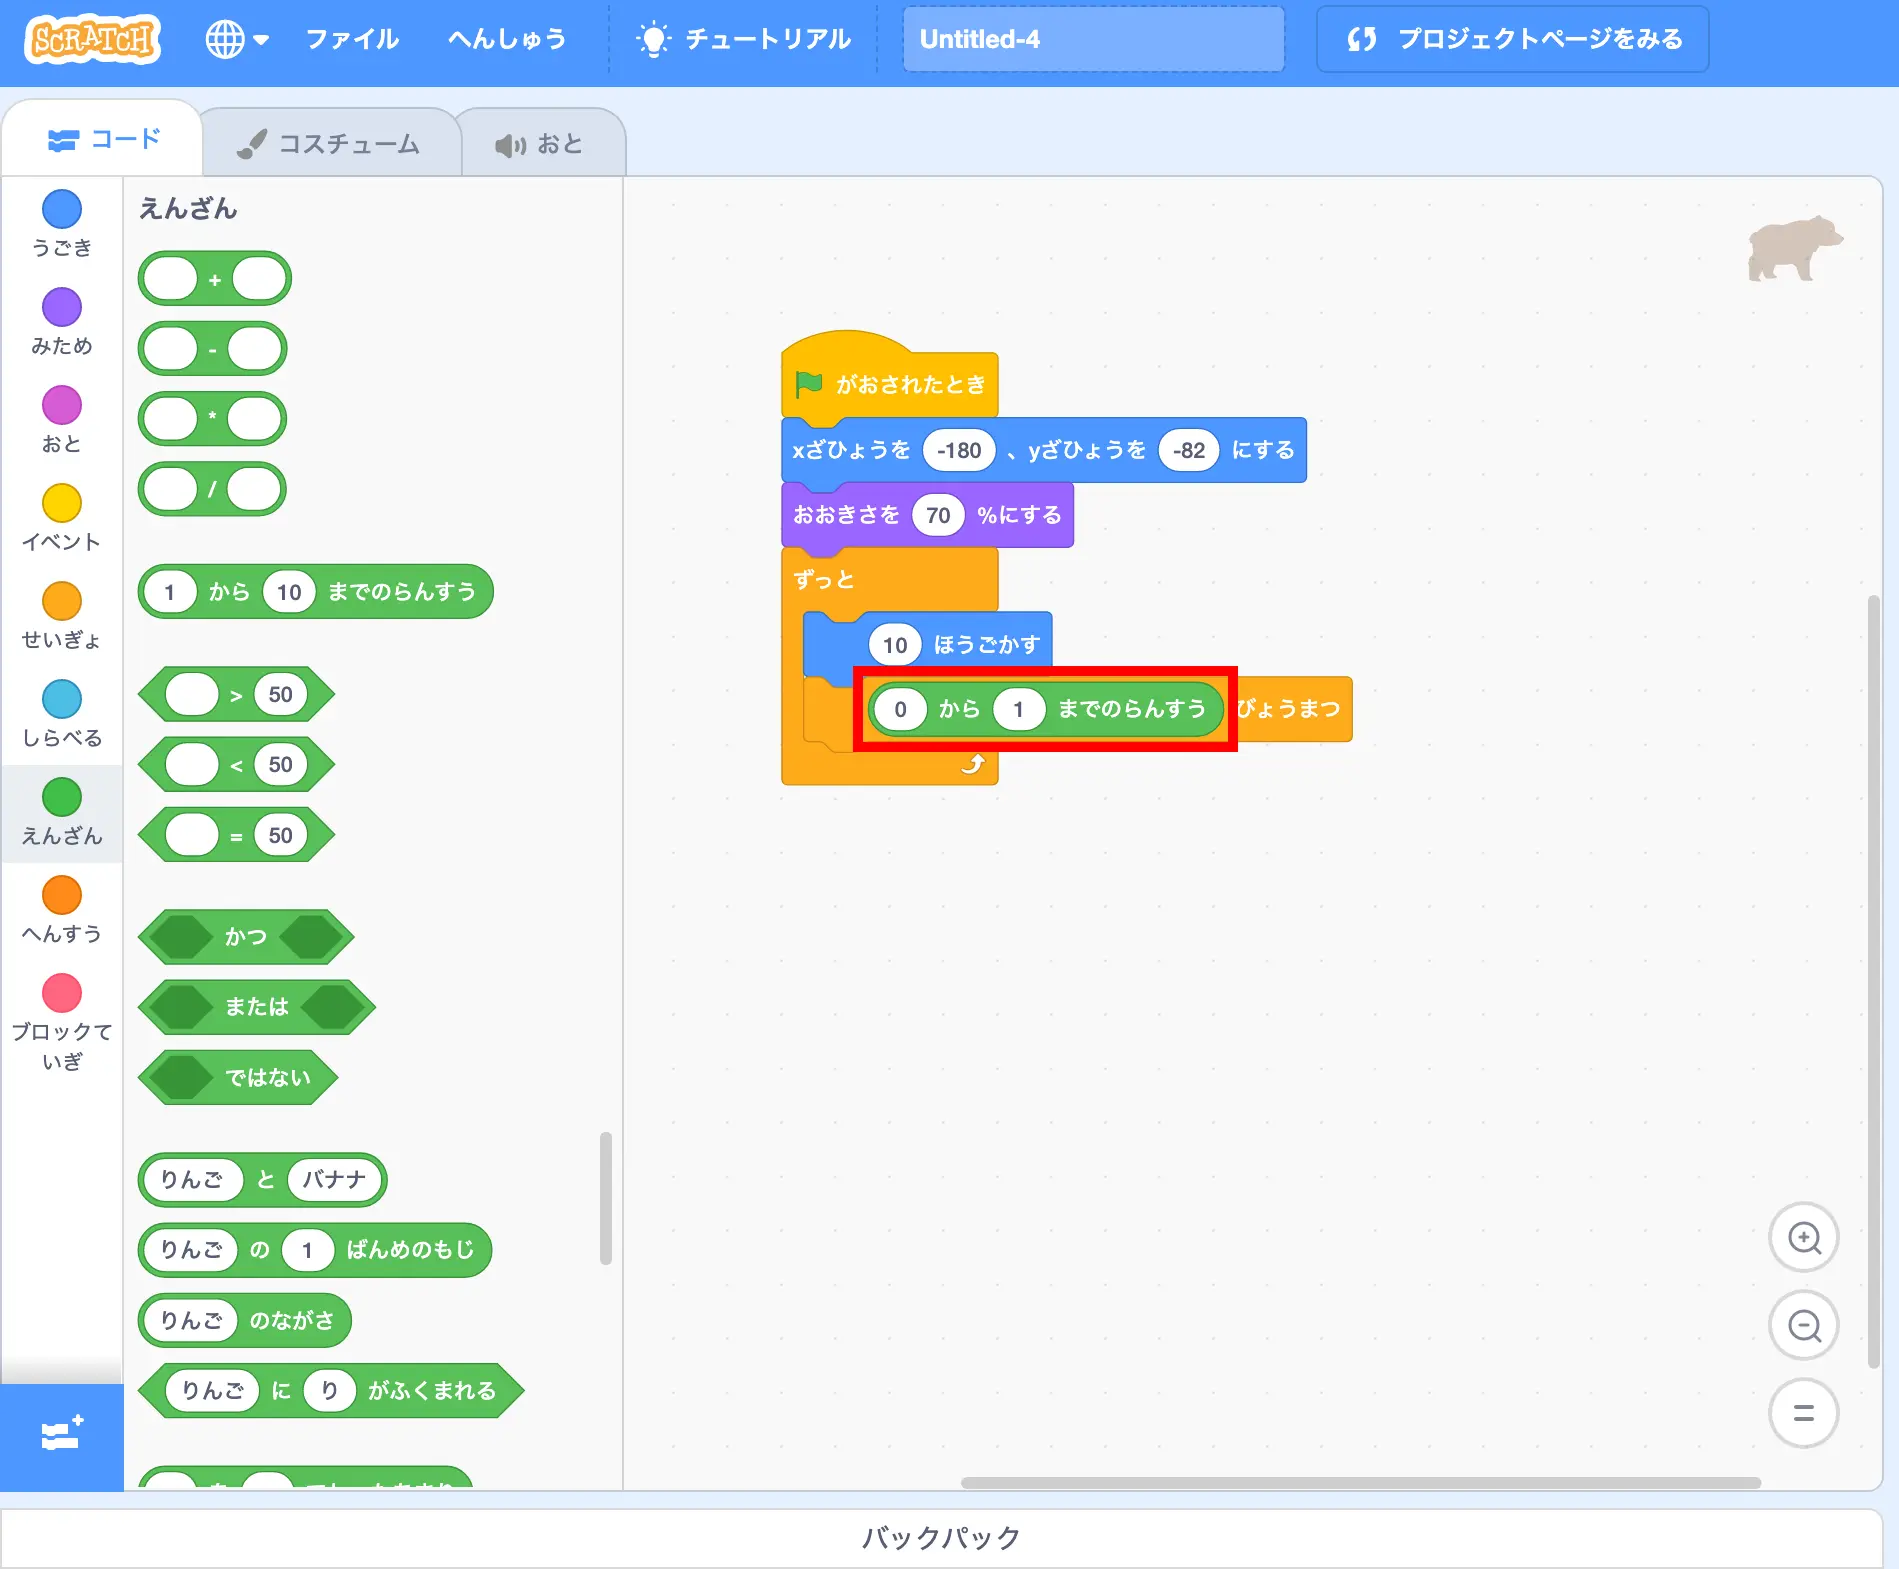 SCRATCH ファイル へんしゅう チュートリアル Untitled-4 プロジェクトページをみる
コード コスチューム おと
うごき
みため
おと
イベント
せいぎょ
しらべる
えんざん
へんすう
ブロックて
いぎ
えんざん
+
-
*
/
1 から 10 までのらんすう
> 50
< 50
= 50
かつ
または
ではない
りんご と バナナ
りんご の 1 ばんめのもじ
りんご のながさ
りんご に り がふくまれる
がおされたとき
xざひょうを -180 、yざひょうを -82 にする
おおきさを 70 %にする
ずっと
10 ほうごかす
0 から 1 までのらんすう びょうまつ
バックパック